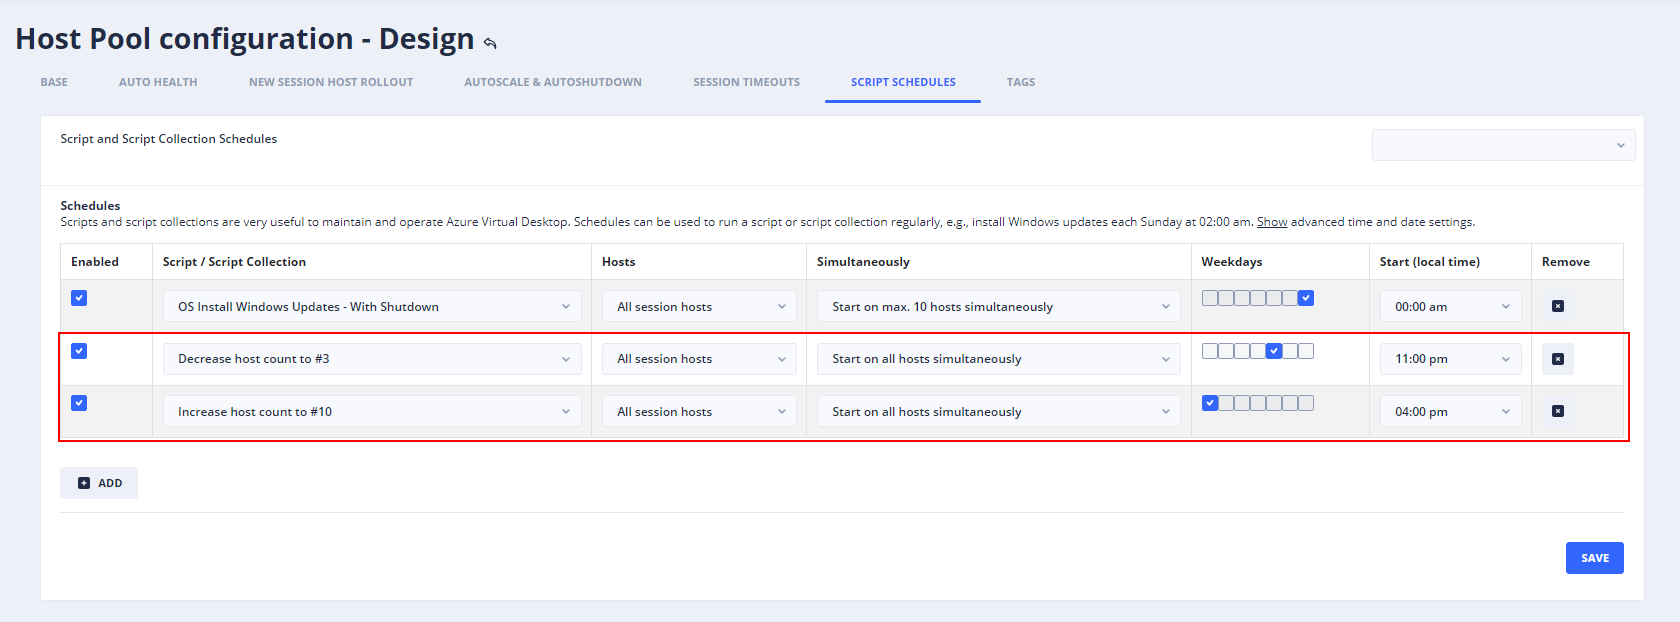 Host Pool configuration - Design
BASE AUTO HEALTH NEW SESSION HOST ROLLOUT AUTOSCALE & AUTOSHUTDOWN SESSION TIMEOUTS SCRIPT SCHEDULES TAGS
Script and Script Collection Schedules
Schedules
Scripts and script collections are very useful to maintain and operate Azure Virtual Desktop. Schedules can be used to run a script or script collection regularly, e.g., install Windows updates each Sunday at 02:00 am. Show advanced time and date settings.
Enabled Script / Script Collection Hosts Simultaneously Weekdays Start (local time) Remove
OS Install Windows Updates - With Shutdown All session hosts Start on max. 10 hosts simultaneously 00:00 am
Decrease host count to #3 All session hosts Start on all hosts simultaneously 11:00 pm
Increase host count to #10 All session hosts Start on all hosts simultaneously 04:00 pm
ADD
SAVE